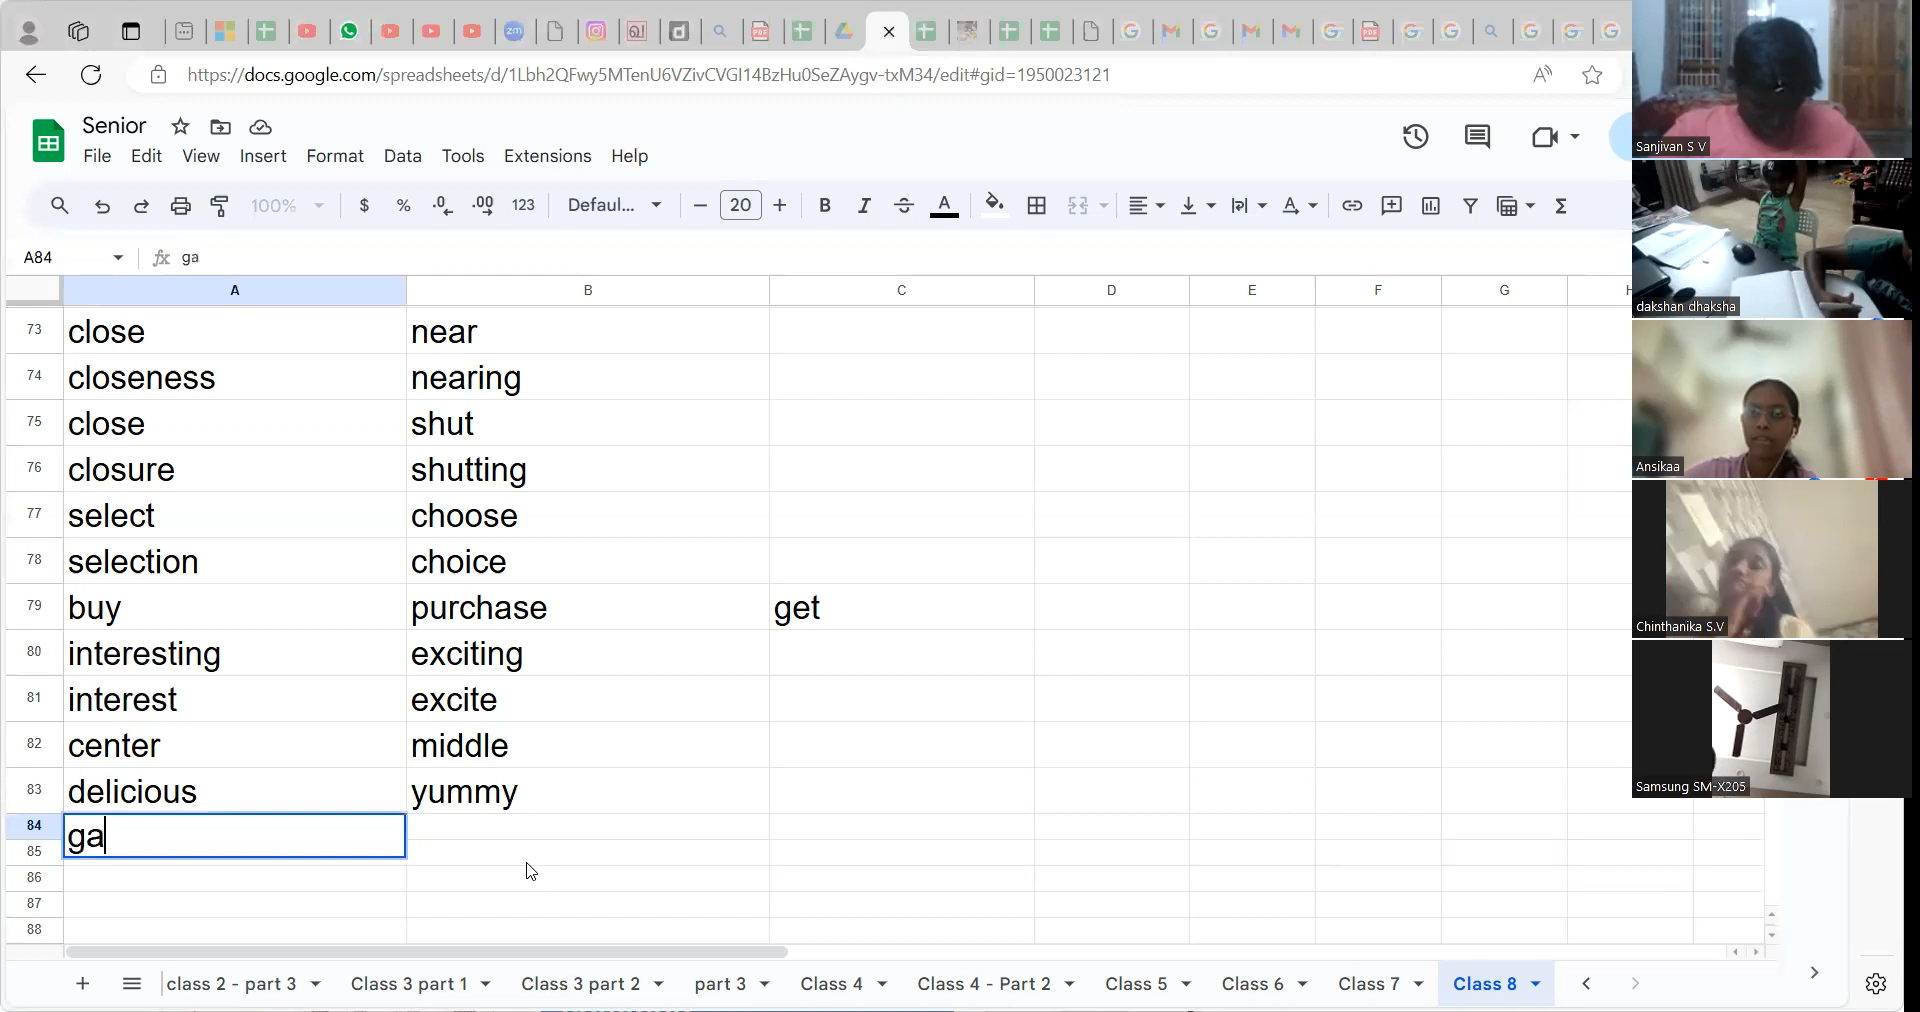 https://docs.google.com/spreadsheets/d/1Lbh2QFwy5MTenU6VZivCVGI14BzHu0SeZAygv-txM34/edit#gid=1950023121
Senior
File Edit View Insert Format Data Tools Extensions Help
100% $ % .0 .00 123 Defaul... 20 B I A Σ
A84 fx ga
A B C D E F G H
73 close near
74 closeness nearing
75 close shut
76 closure shutting
77 select choose
78 selection choice
79 buy purchase get
80 interesting exciting
81 interest excite
82 center middle
83 delicious yummy
84 ga
85
86
87
88
class 2 - part 3 Class 3 part 1 Class 3 part 2 part 3 Class 4 Class 4 - Part 2 Class 5 Class 6 Class 7 Class 8
Sanjivan S V
dakshan dhaksha
Ansikaa
Chinthanika S.V
Samsung SM-X205